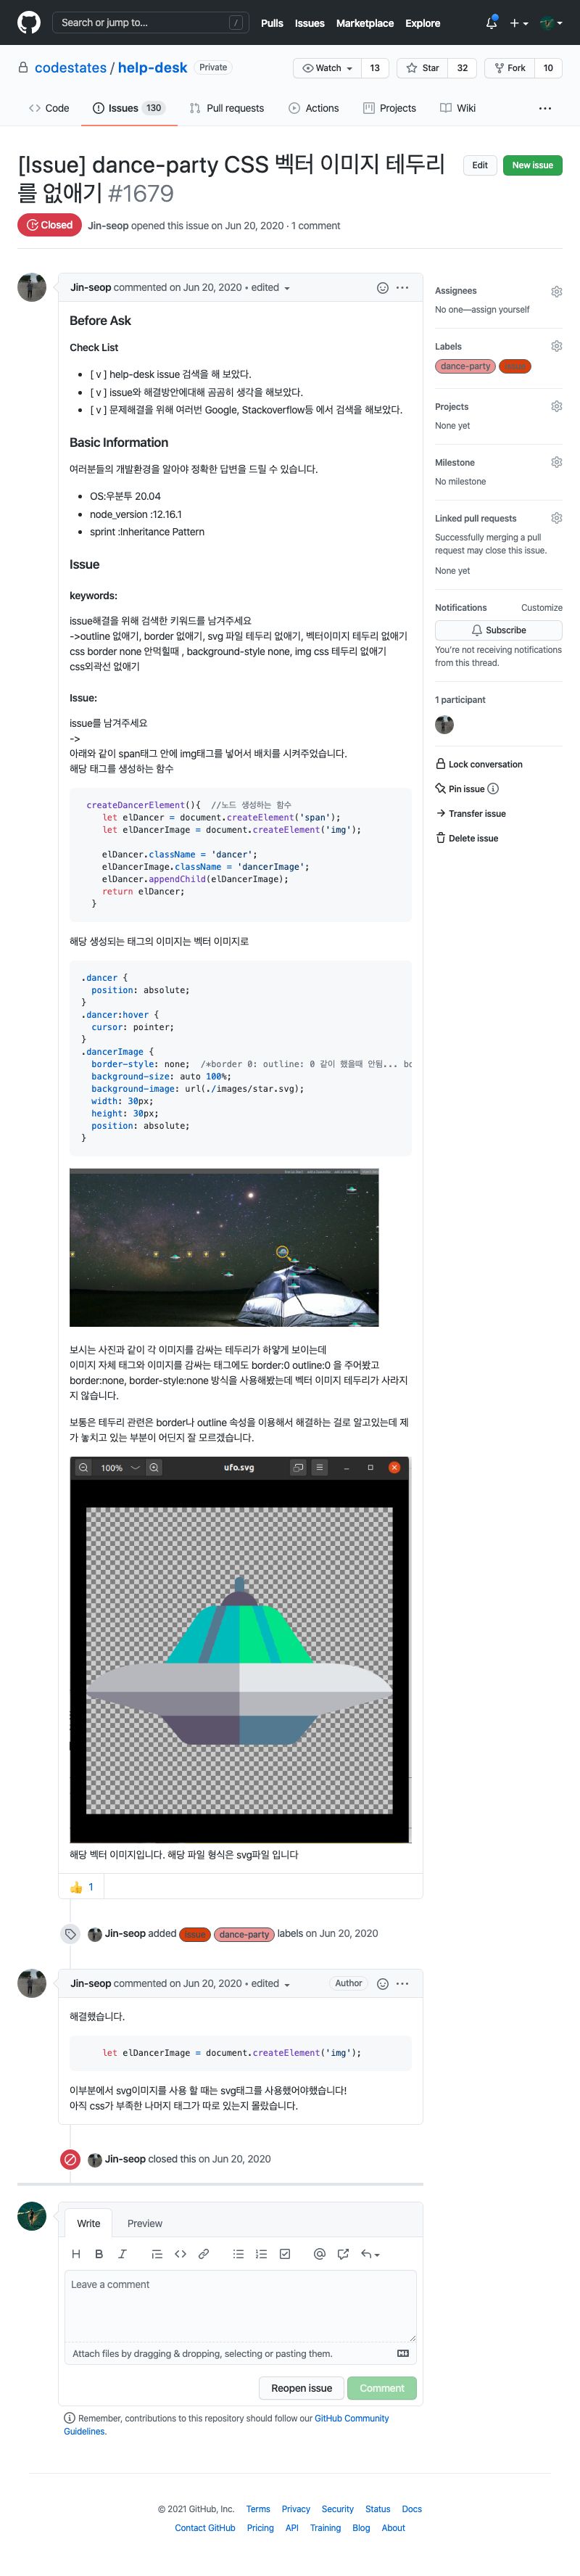 Search or jump to... /
Pulls Issues Marketplace Explore
codestates / help-desk Private
Watch 13 Star 32 Fork 10
Code Issues 130 Pull requests Actions Projects Wiki
[Issue] dance-party CSS 벡터 이미지 테두리
를 없애기 #1679
Edit New issue
Closed Jin-seop opened this issue on Jun 20, 2020 · 1 comment
Jin-seop commented on Jun 20, 2020 • edited
Before Ask
Check List
[ v ] help-desk issue 검색을 해 보았다.
[ v ] issue와 해결방안에대해 곰곰히 생각을 해보았다.
[ v ] 문제해결을 위해 여러번 Google, Stackoverflow등 에서 검색을 해보았다.
Basic Information
여러분들의 개발환경을 알아야 정확한 답변을 드릴 수 있습니다.
OS:우분투 20.04
node_version :12.16.1
sprint :Inheritance Pattern
Issue
keywords:
issue해결을 위해 검색한 키워드를 남겨주세요
->outline 없애기, border 없애기, svg 파일 테두리 없애기, 벡터이미지 테두리 없애기
css border none 안먹힐때 , background-style none, img css 테두리 없애기
css외곽선 없애기
Issue:
issue를 남겨주세요
->
아래와 같이 span태그 안에 img태그를 넣어서 배치를 시켜주었습니다.
해당 태그를 생성하는 함수
createDancerElement(){ //노드 생성하는 함수
let elDancer = document.createElement('span');
let elDancerImage = document.createElement('img');
elDancer.className = 'dancer';
elDancerImage.className = 'dancerImage';
elDancer.appendChild(elDancerImage);
return elDancer;
}
해당 생성되는 태그의 이미지는 벡터 이미지로
.dancer {
position: absolute;
}
.dancer:hover {
cursor: pointer;
}
.dancerImage {
border-style: none; /*border 0: outline: 0 같이 했을때 안됨... bo
background-size: auto 100%;
background-image: url(./images/star.svg);
width: 30px;
height: 30px;
position: absolute;
}
보시는 사진과 같이 각 이미지를 감싸는 테두리가 하얗게 보이는데
이미지 자체 태그와 이미지를 감싸는 태그에도 border:0 outline:0 을 주어봤고
border:none, border-style:none 방식을 사용해봤는데 벡터 이미지 테두리가 사라지
지 않습니다.
보통은 테두리 관련은 border나 outline 속성을 이용해서 해결하는 걸로 알고있는데 제
가 놓치고 있는 부분이 어딘지 잘 모르겠습니다.
100% ufo.svg
해당 벡터 이미지입니다. 해당 파일 형식은 svg파일 입니다
👍 1
Jin-seop added issue dance-party labels on Jun 20, 2020
Jin-seop commented on Jun 20, 2020 • edited Author
해결했습니다.
let elDancerImage = document.createElement('img');
이부분에서 svg이미지를 사용 할 때는 svg태그를 사용했어야했습니다!
아직 css가 부족한 나머지 태그가 따로 있는지 몰랐습니다.
Jin-seop closed this on Jun 20, 2020
Write Preview
Leave a comment
Attach files by dragging & dropping, selecting or pasting them.
Reopen issue Comment
Remember, contributions to this repository should follow our GitHub Community
Guidelines.
Assignees
No one—assign yourself
Labels
dance-party issue
Projects
None yet
Milestone
No milestone
Linked pull requests
Successfully merging a pull
request may close this issue.
None yet
Notifications Customize
Subscribe
You're not receiving notifications
from this thread.
1 participant
Lock conversation
Pin issue
Transfer issue
Delete issue
© 2021 GitHub, Inc. Terms Privacy Security Status Docs
Contact GitHub Pricing API Training Blog About